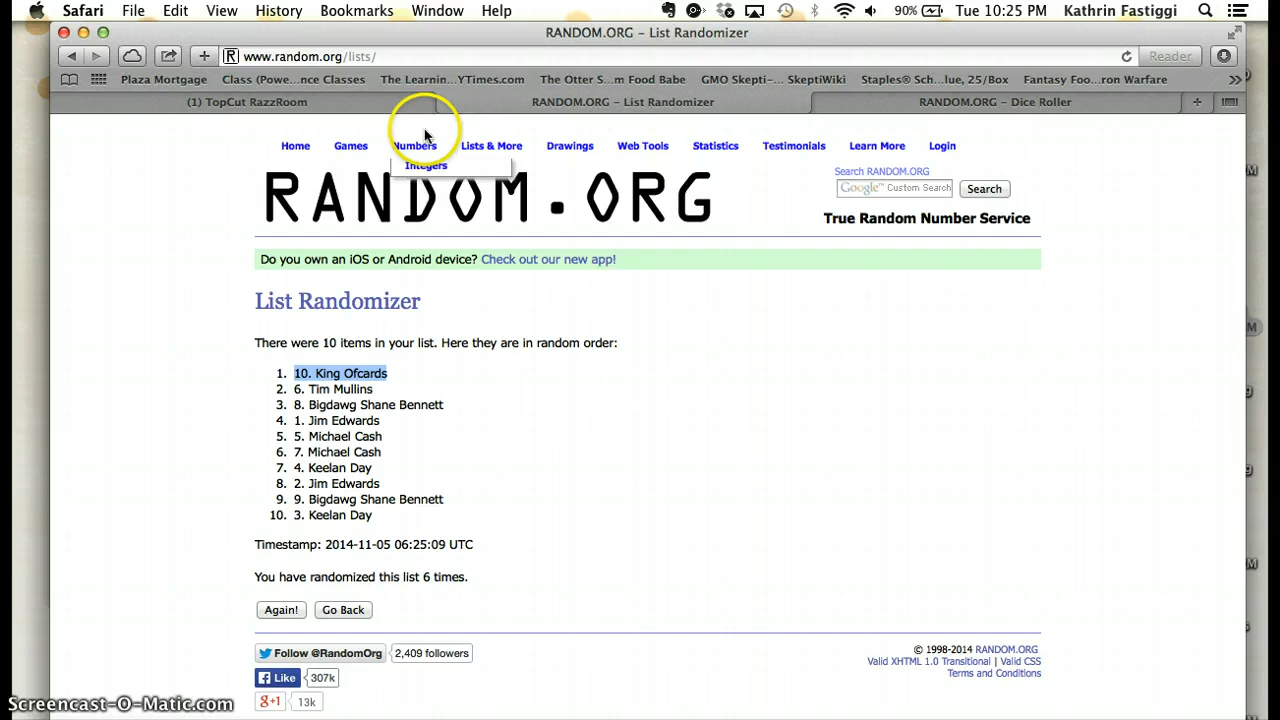 Safari File Edit View History Bookmarks Window Help 90% Tue 10:25 PM Kathrin Fastiggi
RANDOM.ORG – List Randomizer
R www.random.org/lists/ Reader
Plaza Mortgage Class (Powe...nce Classes The Learnin...YTimes.com The Otter S...m Food Babe GMO Skepti-... SkeptiWiki Staples® Sch...lue, 25/Box Fantasy Foo...ron Warfare
(1) TopCut RazzRoom RANDOM.ORG – List Randomizer RANDOM.ORG – Dice Roller
Home Games Numbers Lists & More Drawings Web Tools Statistics Testimonials Learn More Login
Integers
Search RANDOM.ORG
Google™ Custom Search Search
RANDOM.ORG
True Random Number Service
Do you own an iOS or Android device? Check out our new app!
List Randomizer
There were 10 items in your list. Here they are in random order:
1. 10. King Ofcards
2. 6. Tim Mullins
3. 8. Bigdawg Shane Bennett
4. 1. Jim Edwards
5. 5. Michael Cash
6. 7. Michael Cash
7. 4. Keelan Day
8. 2. Jim Edwards
9. 9. Bigdawg Shane Bennett
10. 3. Keelan Day
Timestamp: 2014-11-05 06:25:09 UTC
You have randomized this list 6 times.
Again! Go Back
Follow @RandomOrg 2,409 followers
Like 307k
g+1 13k
© 1998-2014 RANDOM.ORG
Valid XHTML 1.0 Transitional | Valid CSS
Terms and Conditions
Screencast-O-Matic.com